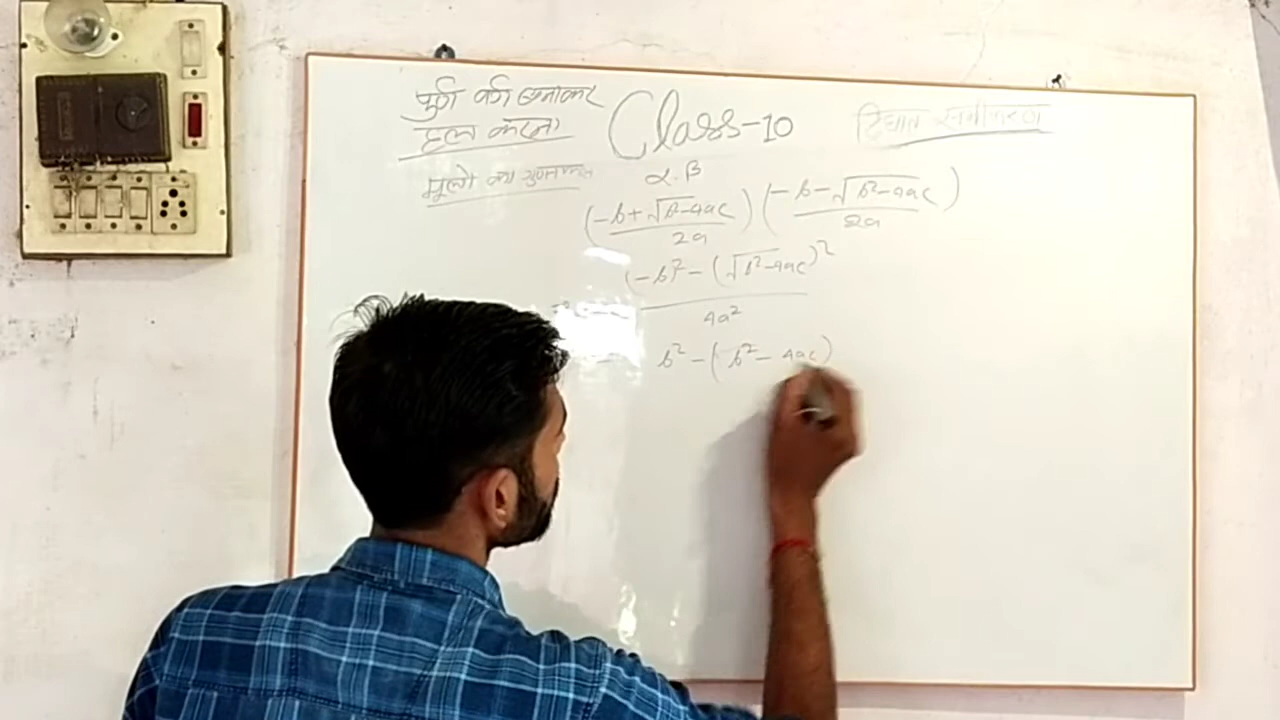 पुर्ण वर्ग बनाकर
हल करना
Class-10
द्विघात समीकरण
मूलो का गुणनफल
α.β
(-b+√b²-4ac / 2a) (-b-√b²-4ac / 2a)
(-b)² - (√b²-4ac)²
4a²
b² - (b² - 4ac)